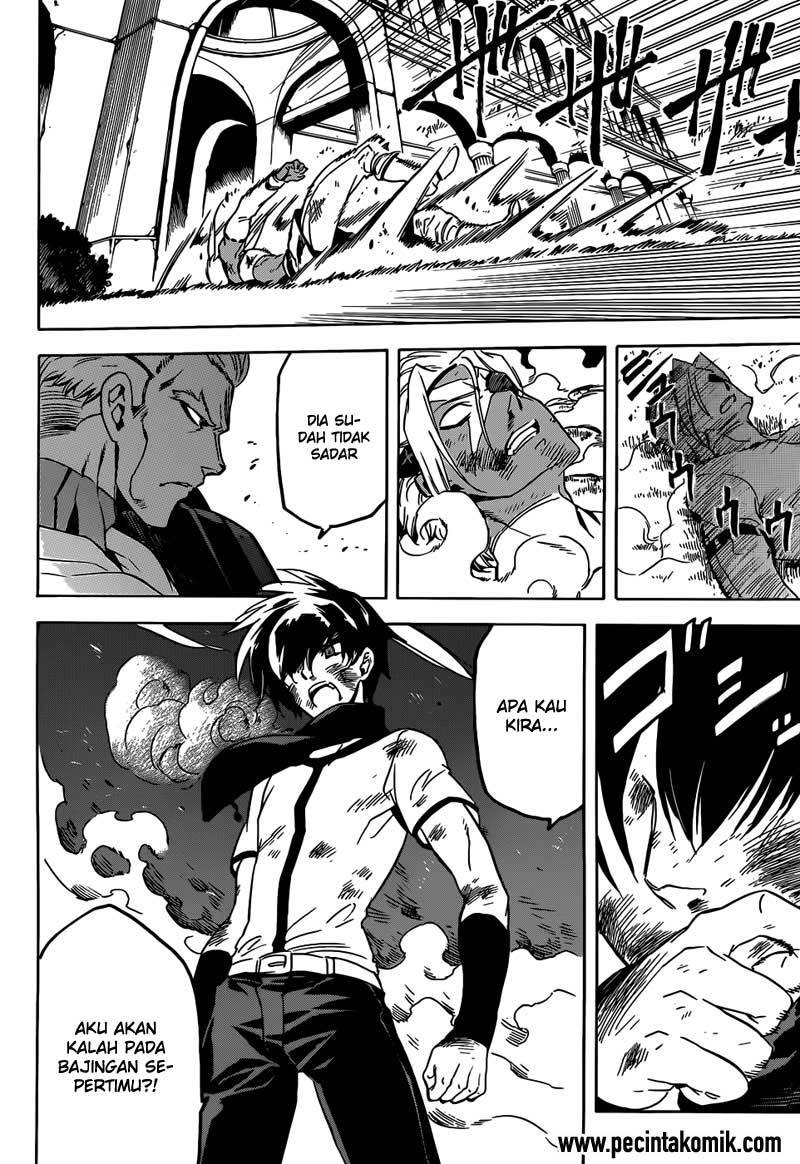 DIA SU-
DAH TIDAK
SADAR
APA KAU
KIRA...
AKU AKAN
KALAH PADA
BAJINGAN SE-
PERTIMU?!
www.pecintakomik.com